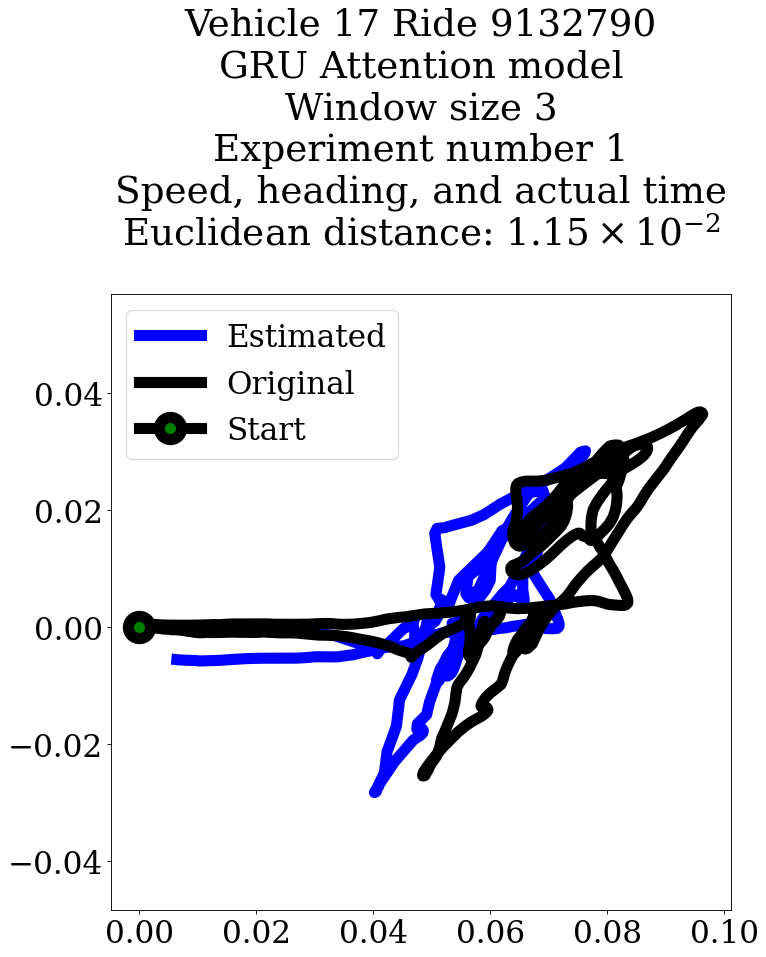 Vehicle 17 Ride 9132790
GRU Attention model
Window size 3
Experiment number 1
Speed, heading, and actual time
Euclidean distance: 1.15 × 10⁻²
Estimated
Original
Start
0.04
0.02
0.00
−0.02
−0.04
0.00 0.02 0.04 0.06 0.08 0.10